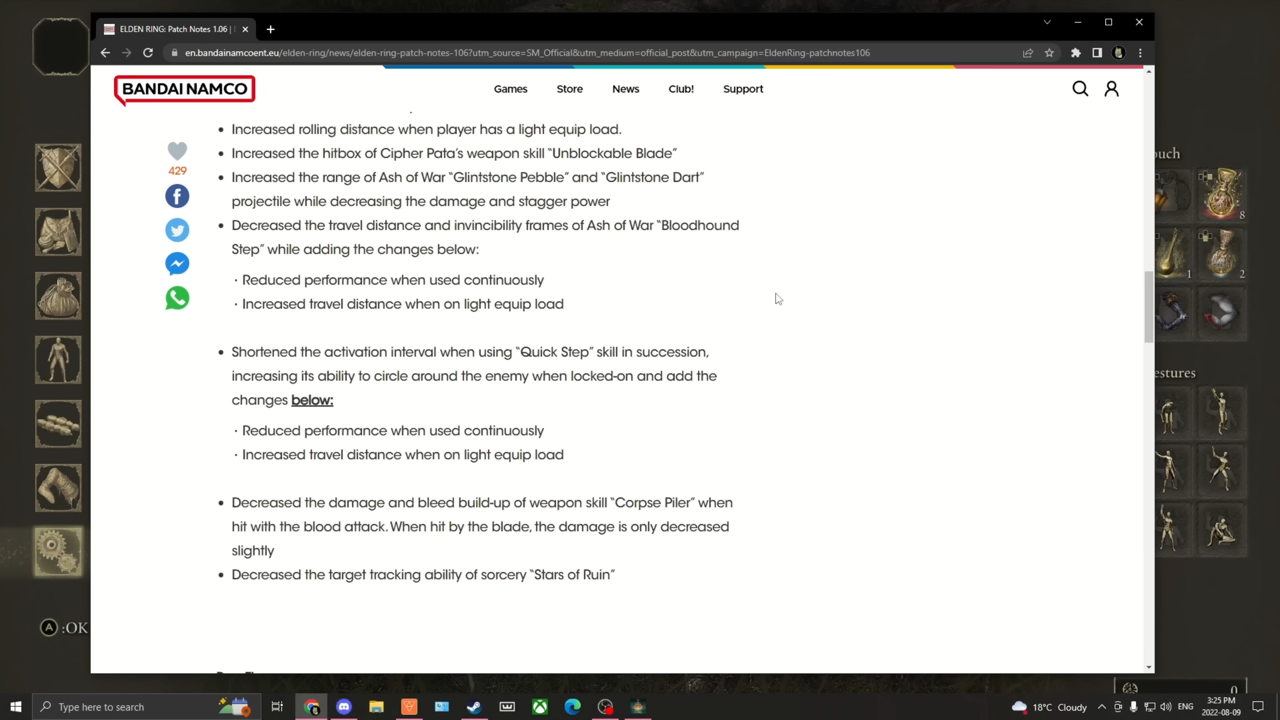 ELDEN RING: Patch Notes 1.06 |
en.bandainamcoent.eu/elden-ring/news/elden-ring-patch-notes-106?utm_source=SM_Official&utm_medium=official_post&utm_campaign=EldenRing-patchnotes106
BANDAI NAMCO
Games Store News Club! Support
• Increased rolling distance when player has a light equip load.
• Increased the hitbox of Cipher Pata's weapon skill "Unblockable Blade"
429
• Increased the range of Ash of War "Glintstone Pebble" and "Glintstone Dart"
projectile while decreasing the damage and stagger power
• Decreased the travel distance and invincibility frames of Ash of War "Bloodhound
Step" while adding the changes below:
· Reduced performance when used continuously
· Increased travel distance when on light equip load
• Shortened the activation interval when using "Quick Step" skill in succession,
increasing its ability to circle around the enemy when locked-on and add the
changes below:
· Reduced performance when used continuously
· Increased travel distance when on light equip load
• Decreased the damage and bleed build-up of weapon skill "Corpse Piler" when
hit with the blood attack. When hit by the blade, the damage is only decreased
slightly
• Decreased the target tracking ability of sorcery "Stars of Ruin"
ouch
8
1
2
estures
A :OK
0
Type here to search
18°C Cloudy
3:25 PM
2022-08-09